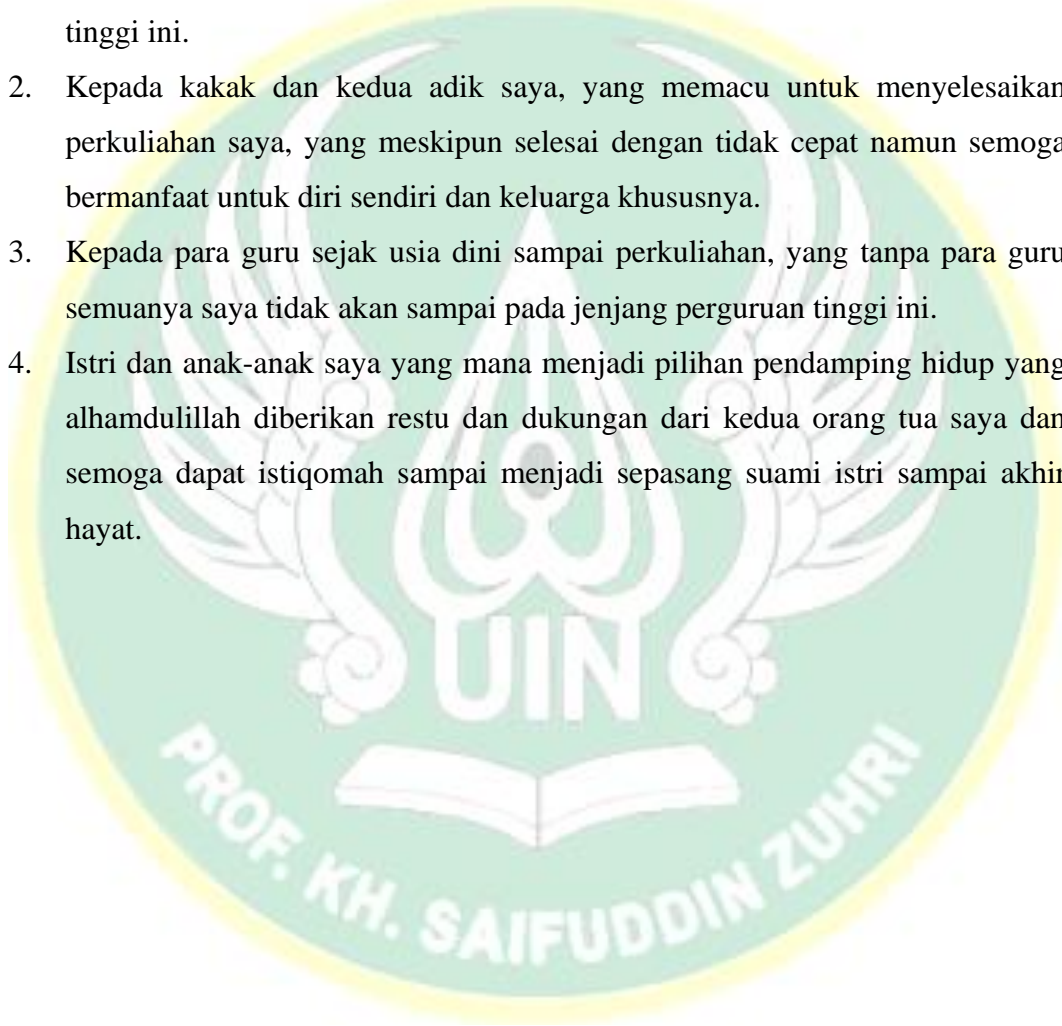 tinggi ini.
2. Kepada kakak dan kedua adik saya, yang memacu untuk menyelesaikan
perkuliahan saya, yang meskipun selesai dengan tidak cepat namun semoga
bermanfaat untuk diri sendiri dan keluarga khususnya.
3. Kepada para guru sejak usia dini sampai perkuliahan, yang tanpa para guru
semuanya saya tidak akan sampai pada jenjang perguruan tinggi ini.
4. Istri dan anak-anak saya yang mana menjadi pilihan pendamping hidup yang
alhamdulillah diberikan restu dan dukungan dari kedua orang tua saya dan
semoga dapat istiqomah sampai menjadi sepasang suami istri sampai akhir
hayat.
UIN
PROF. KH. SAIFUDDIN ZUHRI